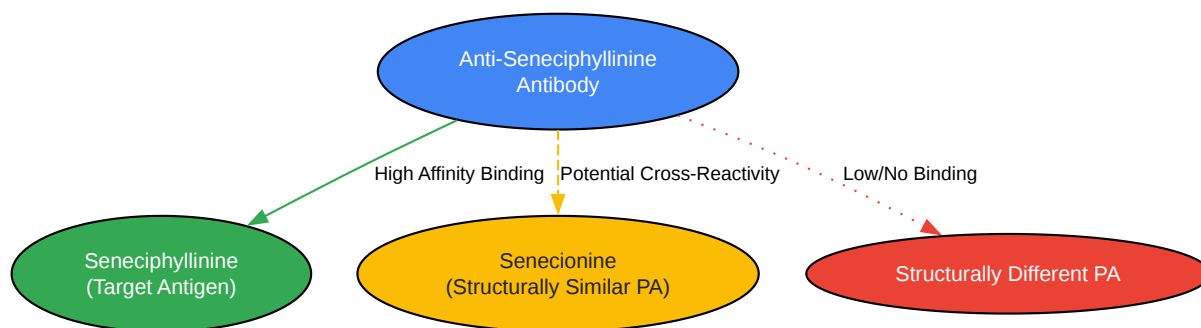 Anti-Seneciphyllinine
Antibody
High Affinity Binding
Potential Cross-Reactivity
Low/No Binding
Seneciphyllinine
(Target Antigen)
Senecionine
(Structurally Similar PA)
Structurally Different PA